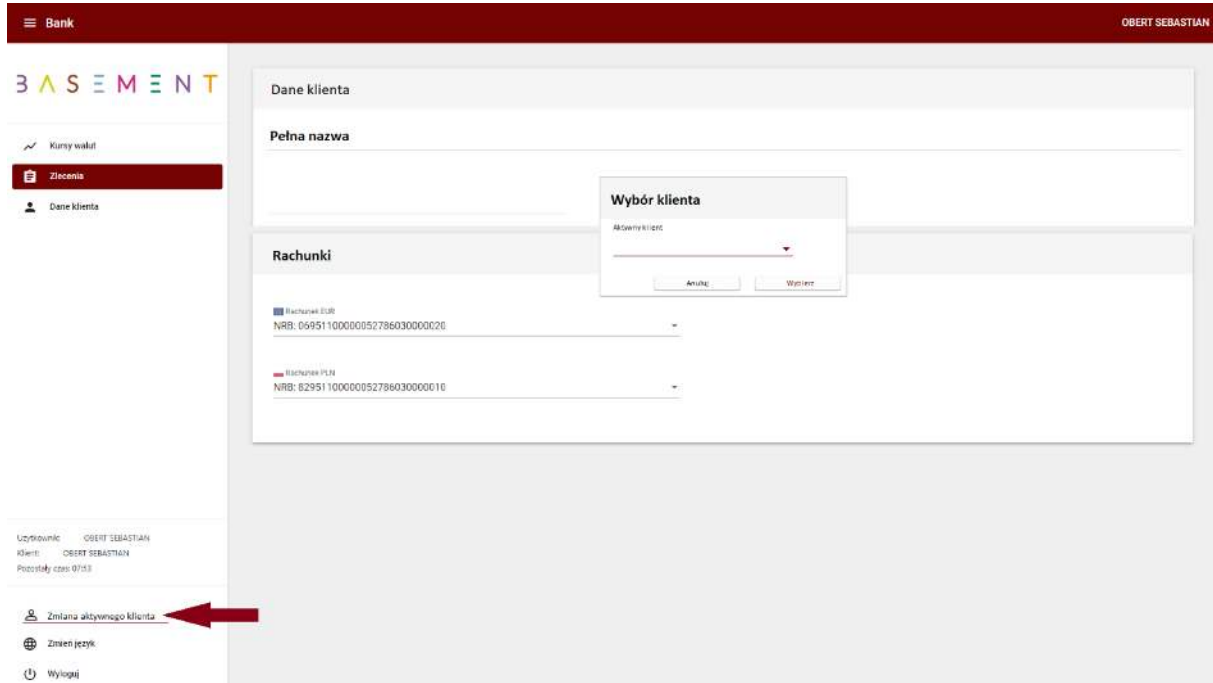 Bank
OBERT SEBASTIAN
BASEMENT
Kursy walut
Zlecenia
Dane klienta
Dane klienta
Pełna nazwa
Wybór klienta
Aktywny klient
Anuluj
Wybierz
Rachunki
Rachunek EUR
NRB: 06951100000052786030000020
Rachunek PLN
NRB: 82951100000052786030000010
Użytkownik: OBERT SEBASTIAN
Klient: OBERT SEBASTIAN
Pozostały czas: 07:53
Zmiana aktywnego klienta
Zmień język
Wyloguj